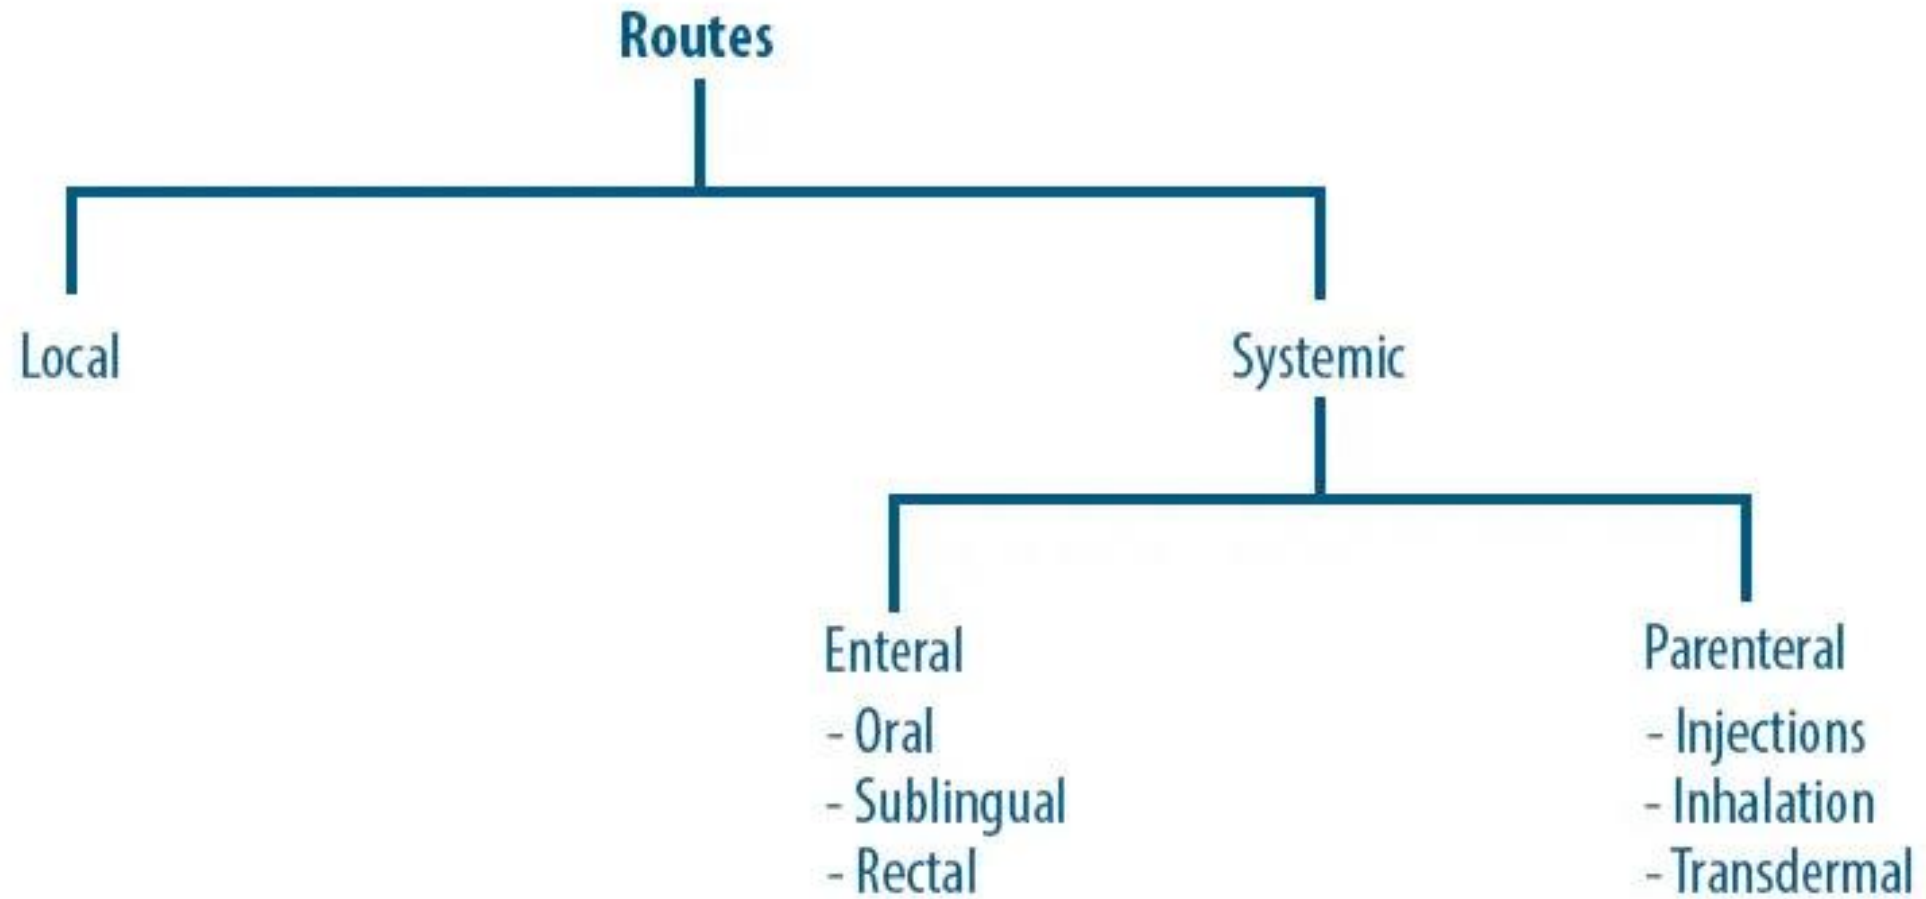 Routes
Local
Systemic
Enteral
- Oral
- Sublingual
- Rectal
Parenteral
- Injections
- Inhalation
- Transdermal